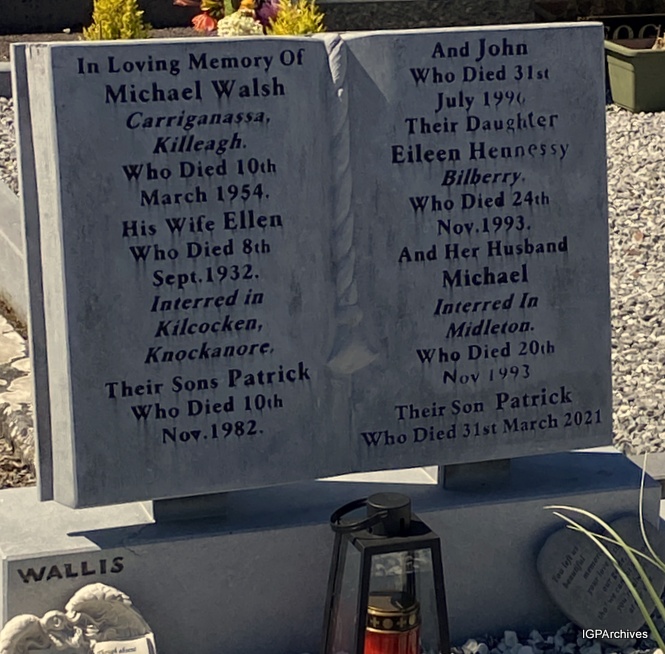 In Loving Memory Of
Michael Walsh
Carriganassa,
Killeagh.
Who Died 10th
March 1954.
His Wife Ellen
Who Died 8th
Sept.1932.
Interred in
Kilcocken,
Knockanore,
Their Sons Patrick
Who Died 10th
Nov.1982.
And John
Who Died 31st
July
Their Daughter
Eileen Hennessy
Bilberry.
Who Died 24th
Nov.1993.
And Her Husband
Michael
Interred In
Midleton.
Who Died 20th
Nov 1993
Their Son Patrick
Who Died 31st March 2021
WALLIS
IGPArchives